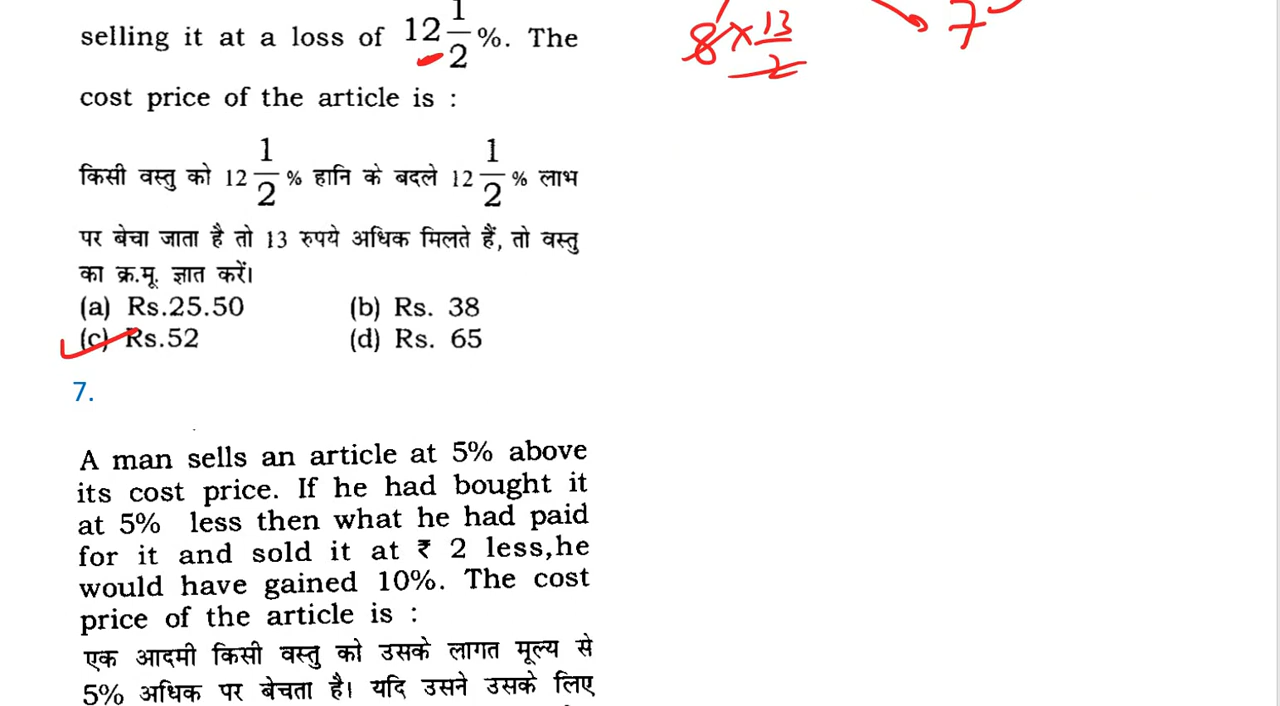 selling it at a loss of 12 1/2 %. The
8 × 13/2
7
cost price of the article is :
किसी वस्तु को 12 1/2 % हानि के बदले 12 1/2 % लाभ
पर बेचा जाता है तो 13 रुपये अधिक मिलते हैं, तो वस्तु
का क्र.मू. ज्ञात करें।
(a) Rs.25.50 (b) Rs. 38
(c) Rs.52 (d) Rs. 65
7.
A man sells an article at 5% above
its cost price. If he had bought it
at 5% less then what he had paid
for it and sold it at ₹ 2 less,he
would have gained 10%. The cost
price of the article is :
एक आदमी किसी वस्तु को उसके लागत मूल्य से
5% अधिक पर बेचता है। यदि उसने उसके लिए